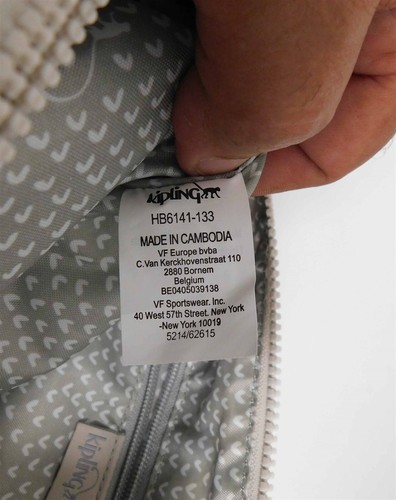 kipling
HB6141-133
MADE IN CAMBODIA
VF Europe bvba
C.Van Kerckhovenstraat 110
2880 Bornem
Belgium
BE0405039138
VF Sportswear. Inc.
40 West 57th Street. New York
-New York 10019
5214/62615
kipling